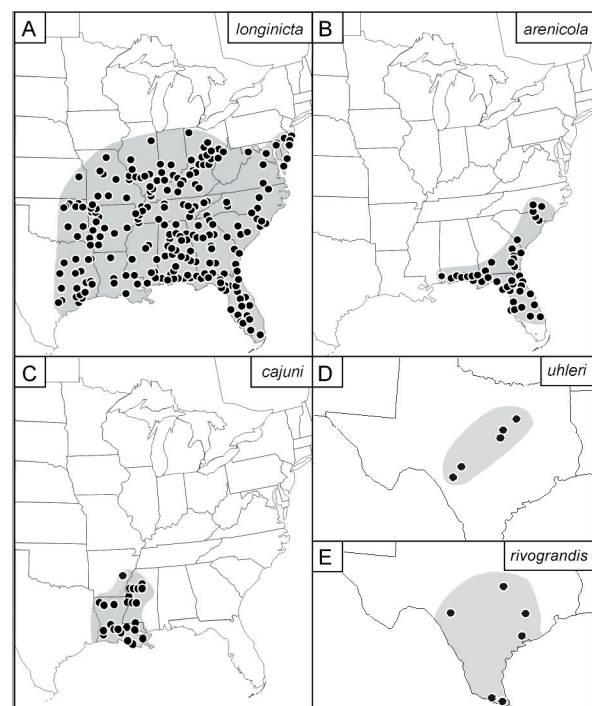 A
longinicta
B
arenicola
C
cajuni
D
uhleri
E
rivograndis